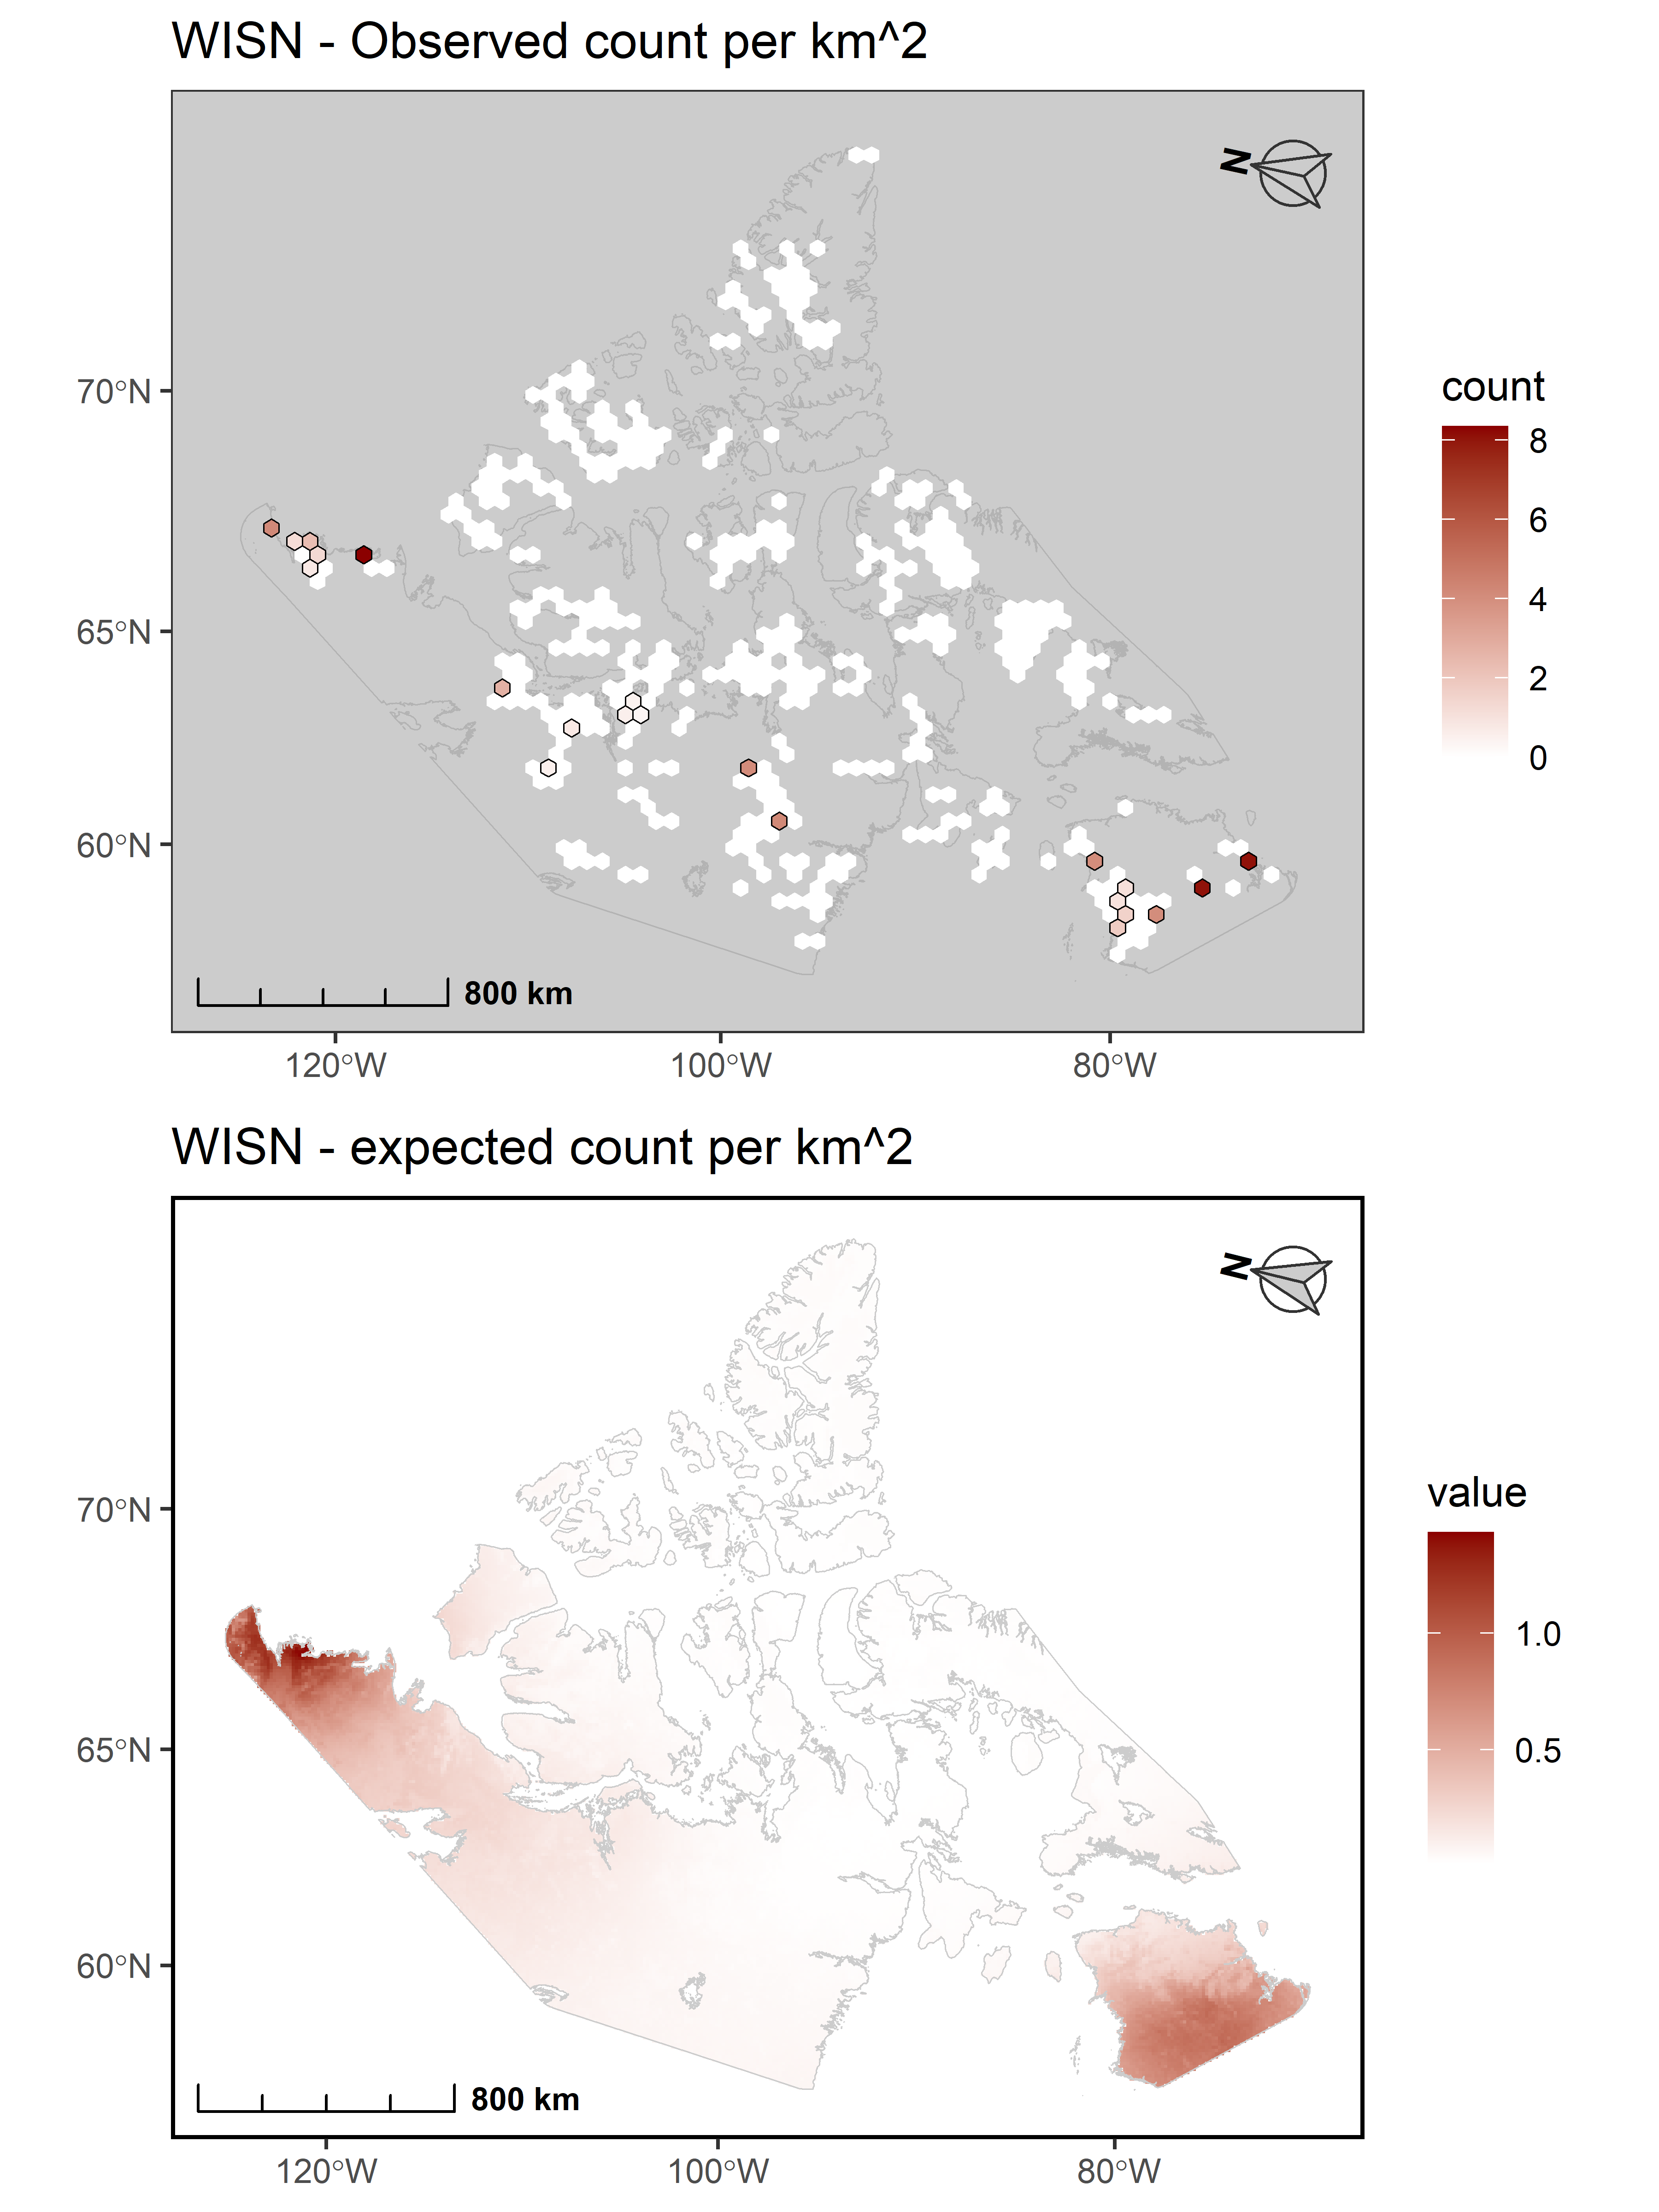 WISN - Observed count per km^2
N
70°N
65°N
60°N
800 km
120°W
100°W
80°W
count
8
6
4
2
0
WISN - expected count per km^2
N
70°N
65°N
60°N
800 km
120°W
100°W
80°W
value
1.0
0.5